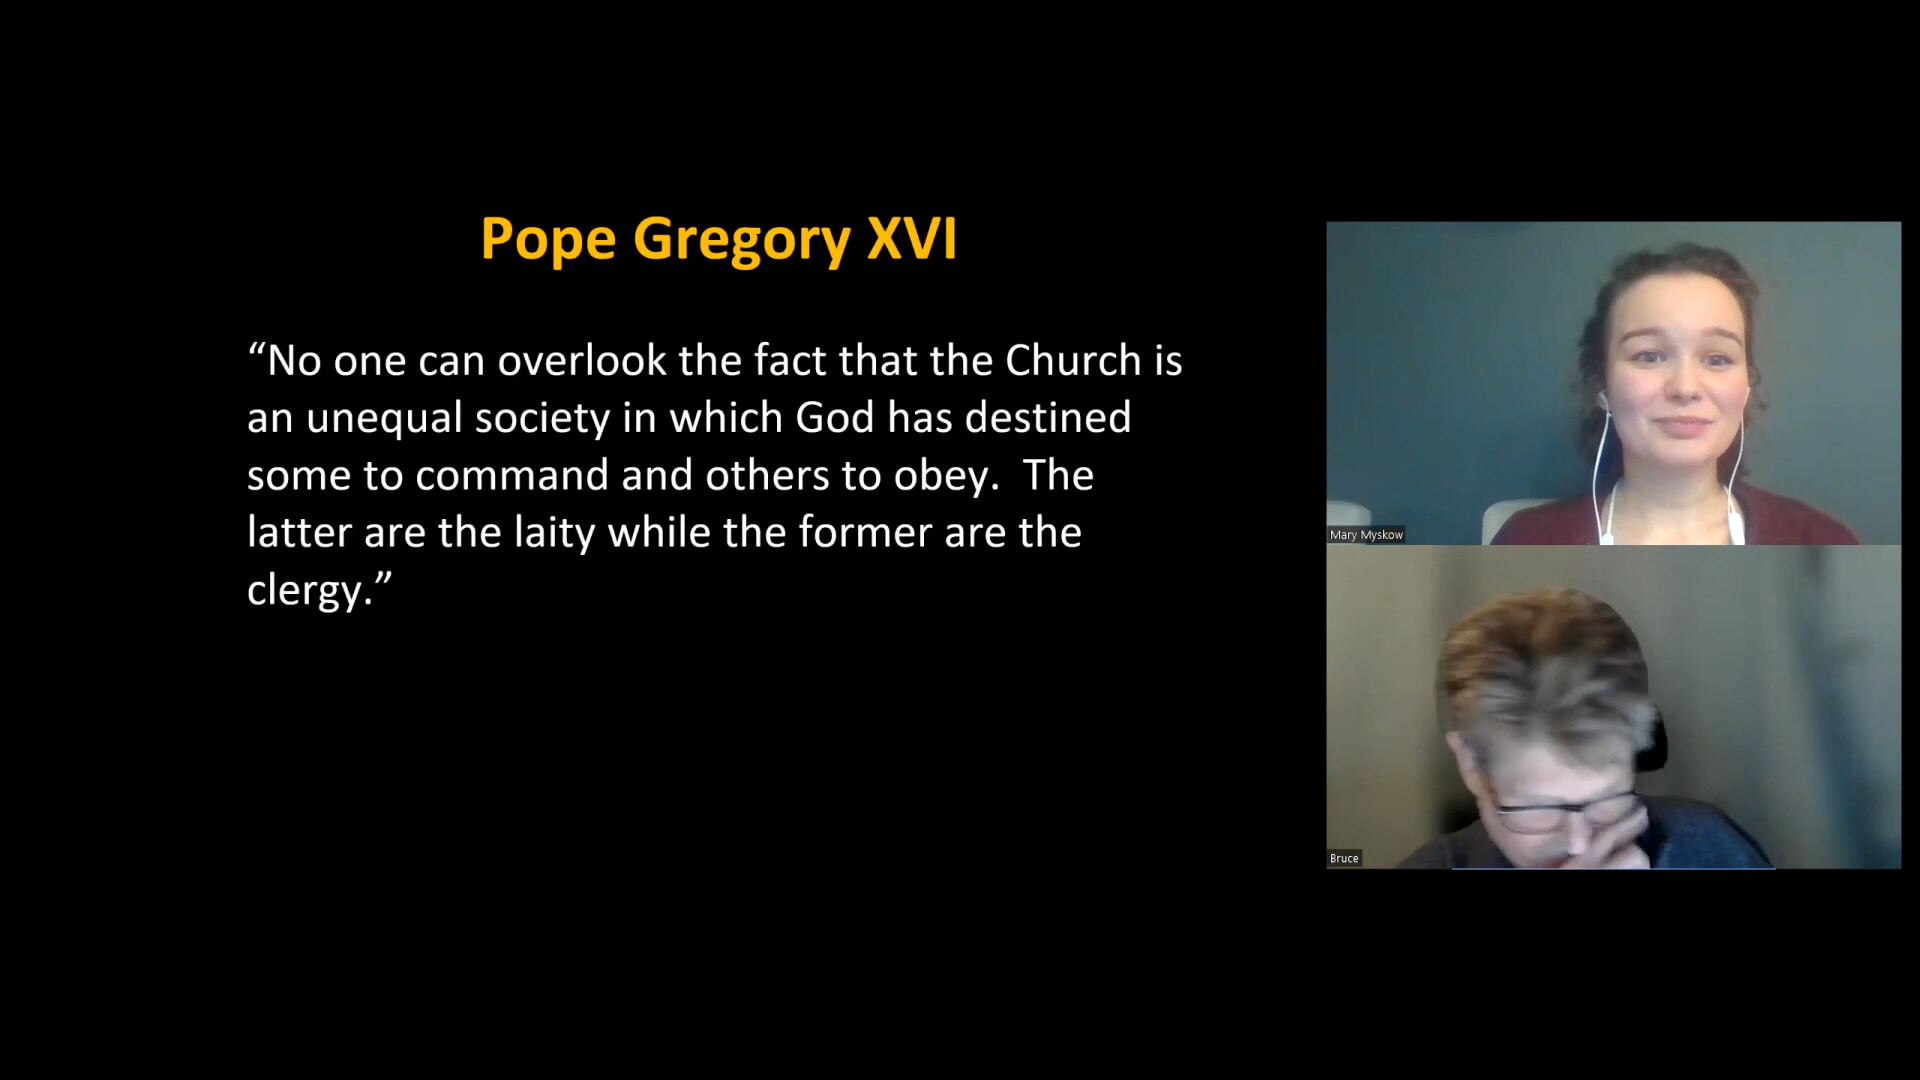 Pope Gregory XVI
“No one can overlook the fact that the Church is
an unequal society in which God has destined
some to command and others to obey.  The
latter are the laity while the former are the
clergy.”
Mary Myskow
Bruce